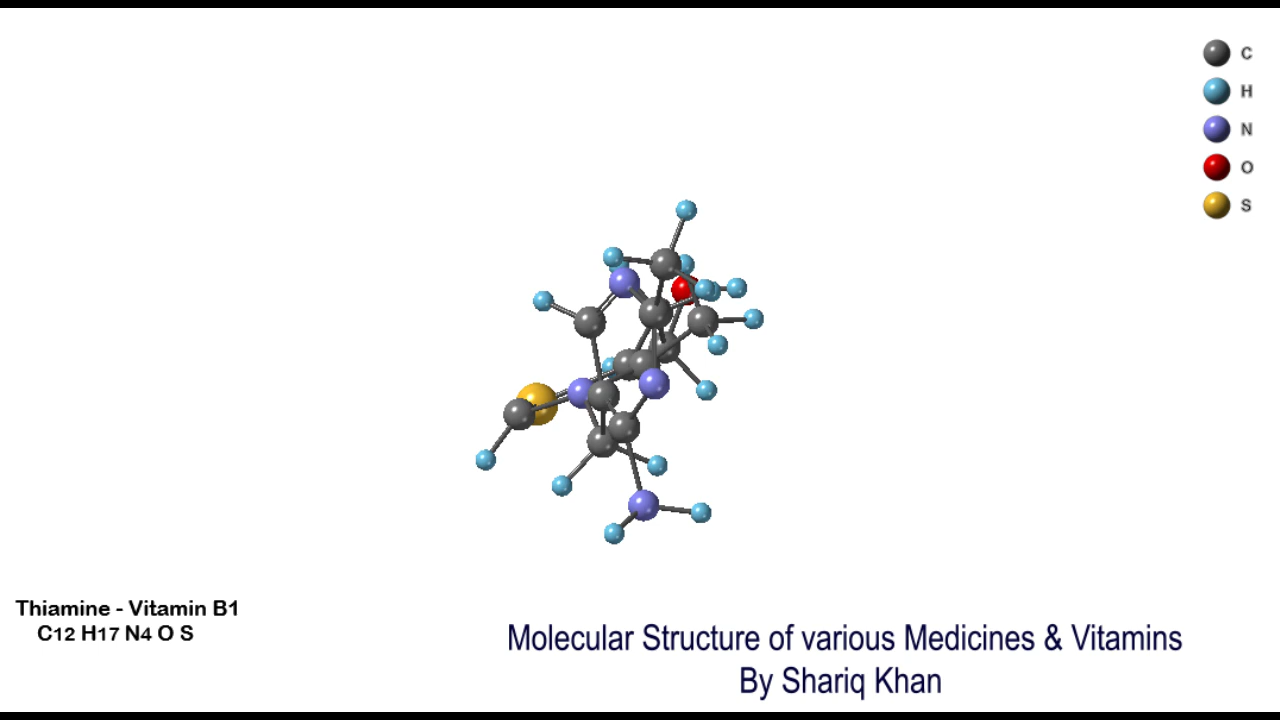 C
H
N
O
S
Thiamine - Vitamin B1
C12 H17 N4 O S
Molecular Structure of various Medicines & Vitamins
By Shariq Khan